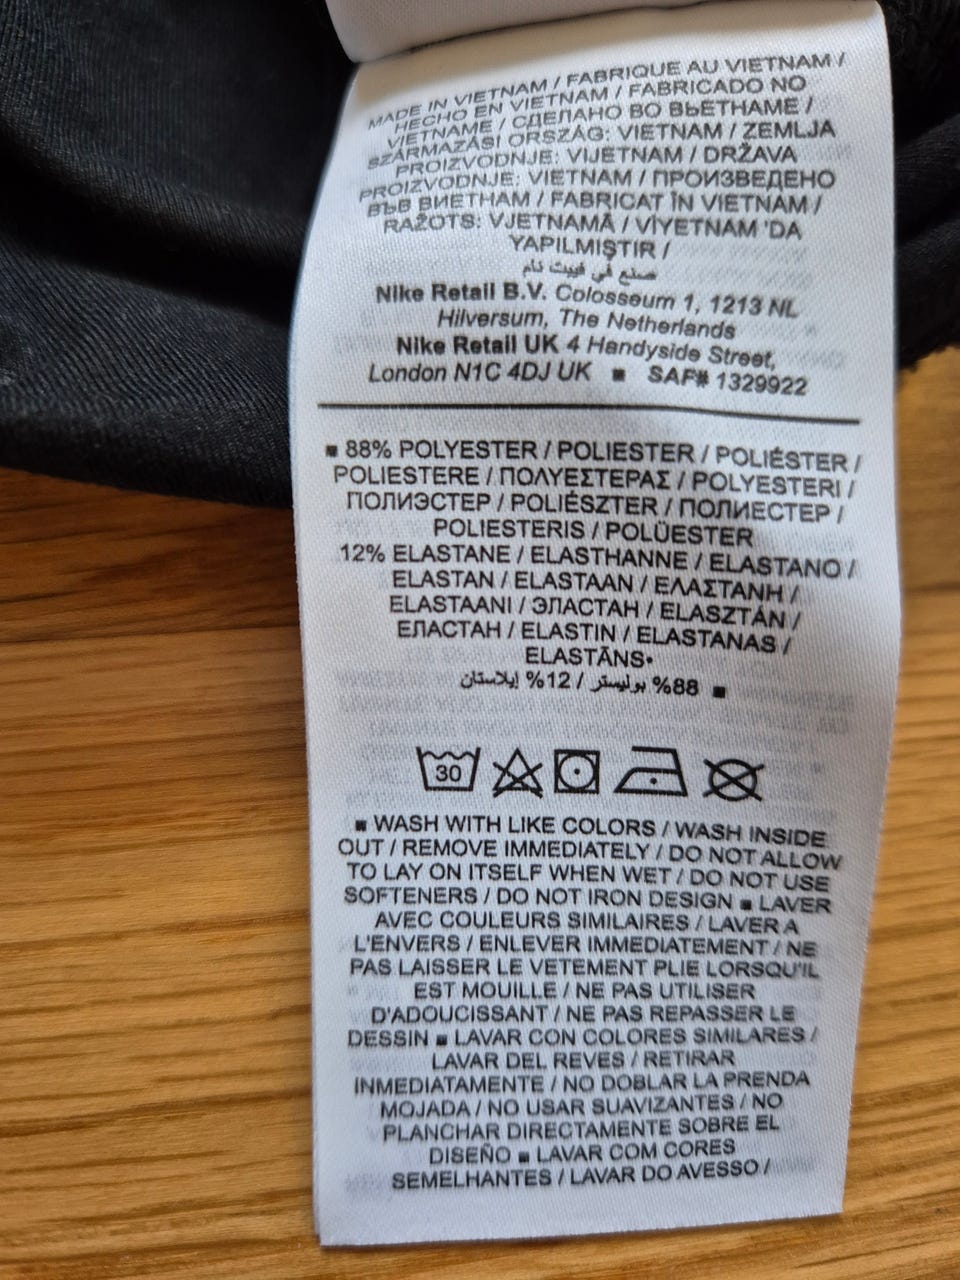 MADE IN VIETNAM / FABRIQUE AU VIETNAM /
HECHO EN VIETNAM / FABRICADO NO
VIETNAME / СДЕЛАНО ВО ВЬЕТНАМЕ /
SZÁRMAZÁSI ORSZÁG: VIETNAM / ZEMLJA
PROIZVODNJE: VIJETNAM / DRŽAVA
PROIZVODNJE: VIETNAM / ПРОИЗВЕДЕНО
ВЪВ ВИЕТНАМ / FABRICAT ÎN VIETNAM /
RAŽOTS: VJETNAMĀ / VİYETNAM 'DA
YAPILMIŞTIR /
صنع في فييت نام
Nike Retail B.V. Colosseum 1, 1213 NL
Hilversum, The Netherlands
Nike Retail UK 4 Handyside Street,
London N1C 4DJ UK ■ SAF# 1329922
■ 88% POLYESTER / POLIESTER / POLIÉSTER /
POLIESTERE / ΠΟΛΥΕΣΤΕΡΑΣ / POLYESTERI /
ПОЛИЭСТЕР / POLIÉSZTER / ПОЛИЕСТЕР /
POLIESTERIS / POLÜESTER
12% ELASTANE / ELASTHANNE / ELASTANO /
ELASTAN / ELASTAAN / ΕΛΑΣΤΑΝΗ /
ELASTAANI / ЭЛАСТАН / ELASZTÁN /
ЕЛАСТАН / ELASTIN / ELASTANAS /
ELASTĀNS•
■ 88% بوليستر / 12% إيلاستان
30
■ WASH WITH LIKE COLORS / WASH INSIDE
OUT / REMOVE IMMEDIATELY / DO NOT ALLOW
TO LAY ON ITSELF WHEN WET / DO NOT USE
SOFTENERS / DO NOT IRON DESIGN ■ LAVER
AVEC COULEURS SIMILAIRES / LAVER A
L'ENVERS / ENLEVER IMMEDIATEMENT / NE
PAS LAISSER LE VETEMENT PLIE LORSQU'IL
EST MOUILLE / NE PAS UTILISER
D'ADOUCISSANT / NE PAS REPASSER LE
DESSIN ■ LAVAR CON COLORES SIMILARES /
LAVAR DEL REVES / RETIRAR
INMEDIATAMENTE / NO DOBLAR LA PRENDA
MOJADA / NO USAR SUAVIZANTES / NO
PLANCHAR DIRECTAMENTE SOBRE EL
DISEÑO ■ LAVAR COM CORES
SEMELHANTES / LAVAR DO AVESSO /